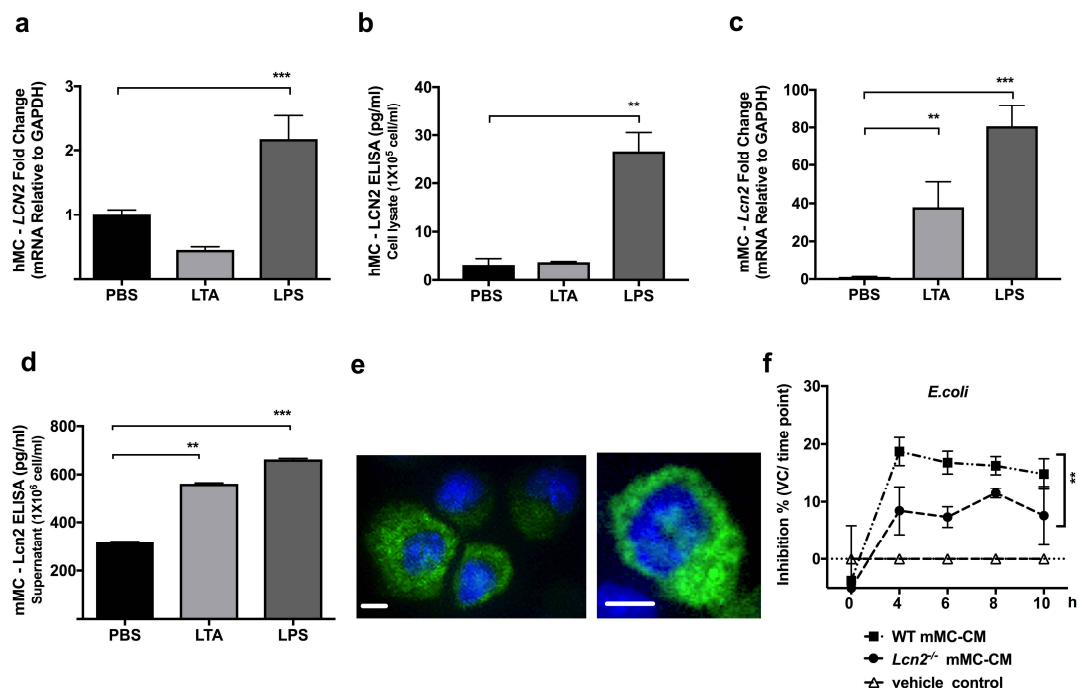 a
hMC - LCN2 Fold Change
(mRNA Relative to GAPDH)
3
2
1
***
PBS
LTA
LPS
b
hMC - LCN2 ELISA (pg/ml)
Cell lysate (1X10⁵ cell/ml)
40
30
20
10
0
**
PBS
LTA
LPS
c
mMC - Lcn2 Fold Change
(mRNA Relative to GAPDH)
100
80
60
40
20
0
***
**
PBS
LTA
LPS
d
mMC - Lcn2 ELISA (pg/ml)
Supernatant (1X10⁶ cell/ml)
800
600
400
200
***
**
PBS
LTA
LPS
e
f
E.coli
Inhibition % (VC/ time point)
30
20
10
0
**
0
4
6
8
10
h
WT mMC-CM
Lcn2⁻/⁻ mMC-CM
vehicle control